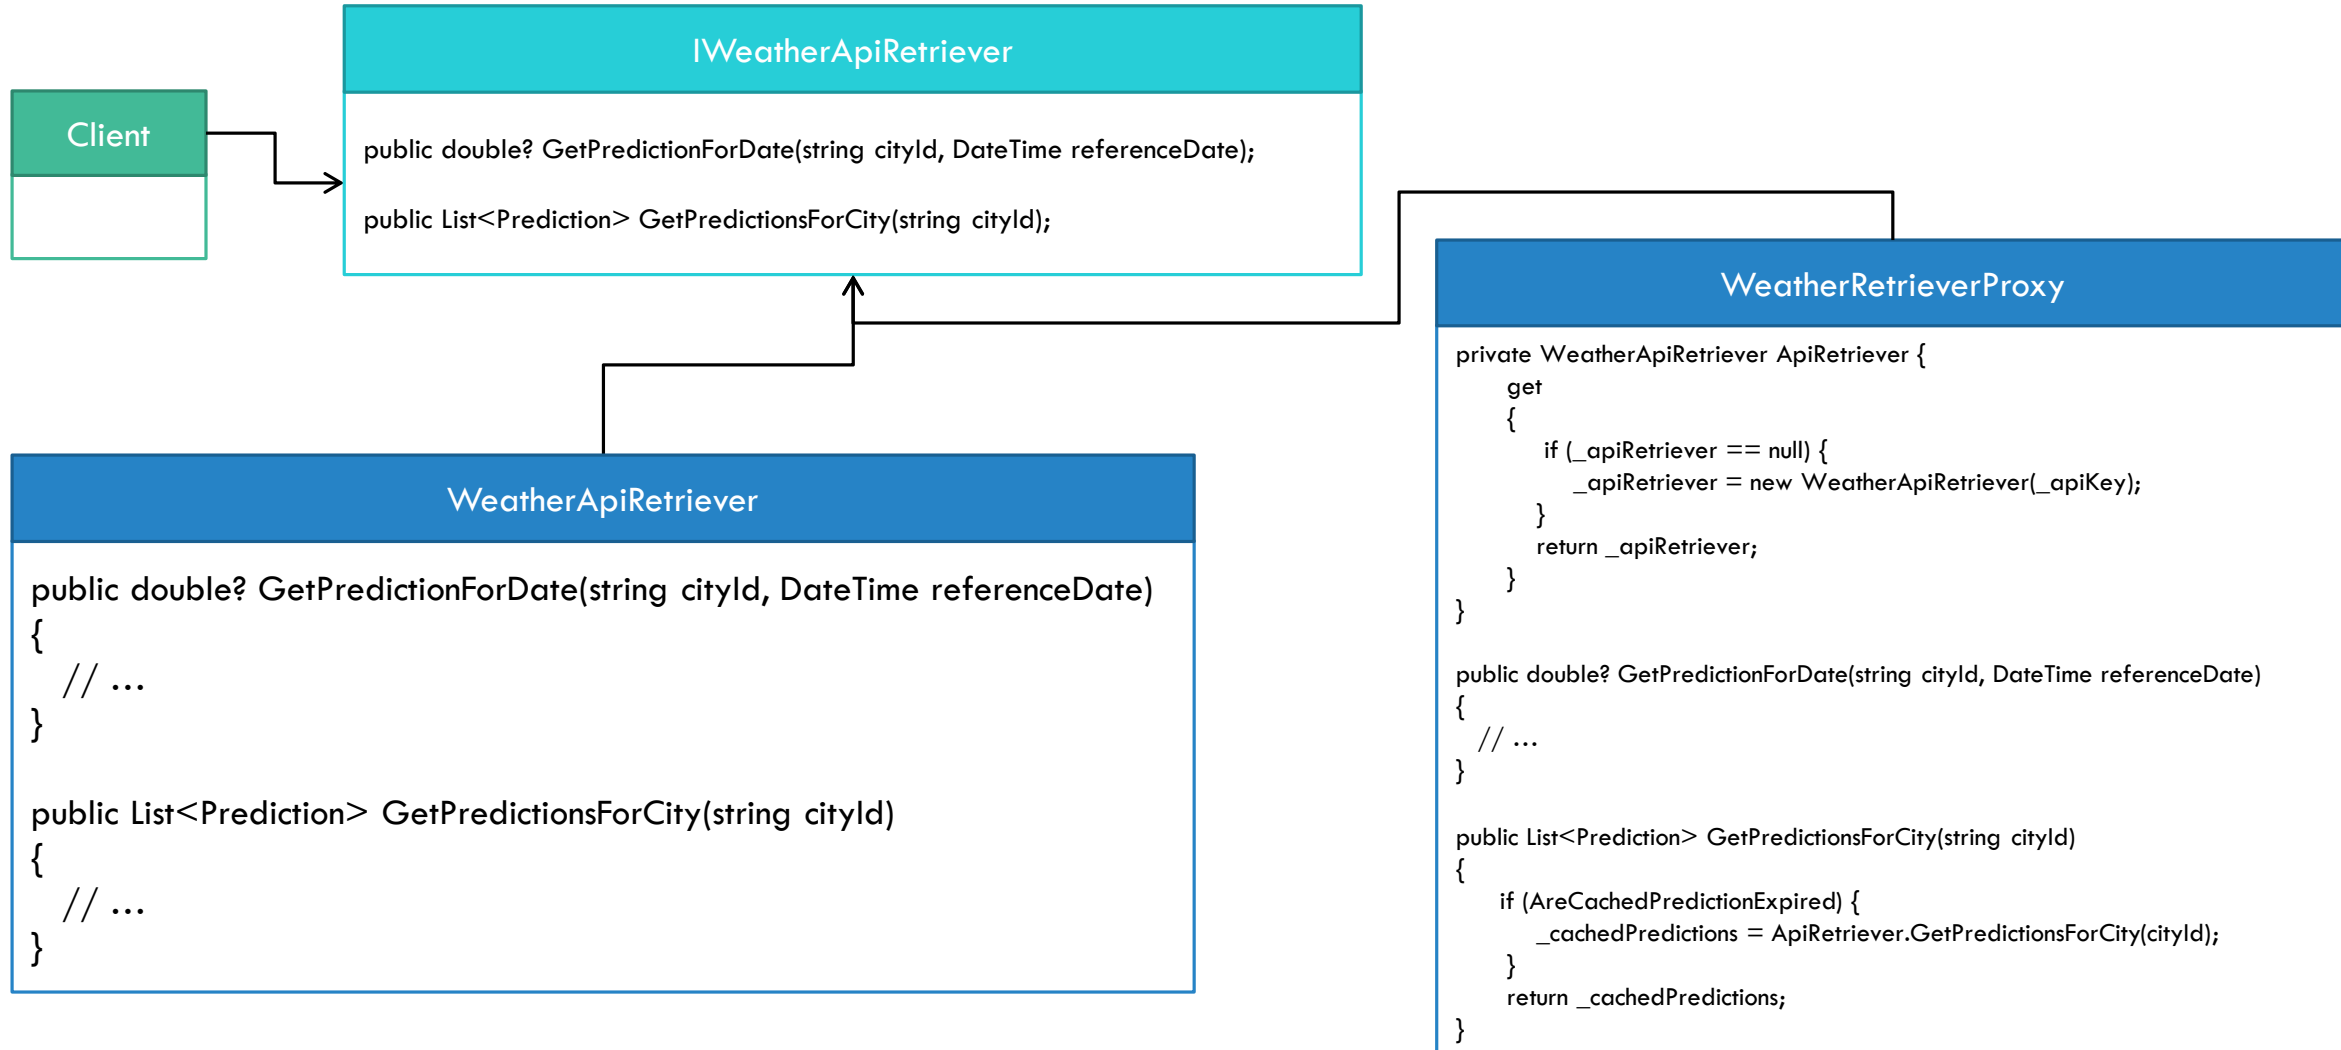 IWeatherApiRetriever
Client
public double? GetPredictionForDate(string cityId, DateTime referenceDate);
public List<Prediction> GetPredictionsForCity(string cityId);
WeatherApiRetriever
public double? GetPredictionForDate(string cityId, DateTime referenceDate)
{
// ...
}
public List<Prediction> GetPredictionsForCity(string cityId)
{
// ...
}
WeatherRetrieverProxy
private WeatherApiRetriever ApiRetriever {
get
{
if (_apiRetriever == null) {
_apiRetriever = new WeatherApiRetriever(_apiKey);
}
return _apiRetriever;
}
}
public double? GetPredictionForDate(string cityId, DateTime referenceDate)
{
// ...
}
public List<Prediction> GetPredictionsForCity(string cityId)
{
if (AreCachedPredictionExpired) {
_cachedPredictions = ApiRetriever.GetPredictionsForCity(cityId);
}
return _cachedPredictions;
}